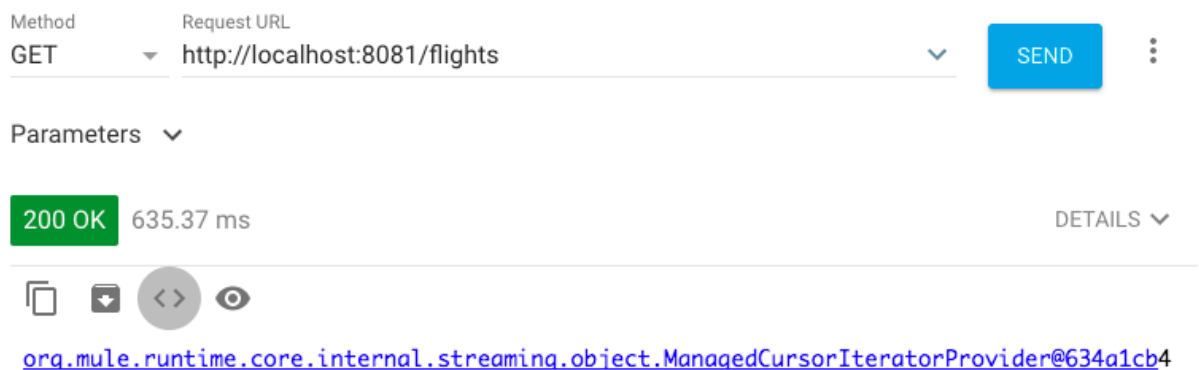 Method Request URL
GET http://localhost:8081/flights SEND
Parameters
200 OK 635.37 ms DETAILS
org.mule.runtime.core.internal.streaming.object.ManagedCursorIteratorProvider@634a1cb4